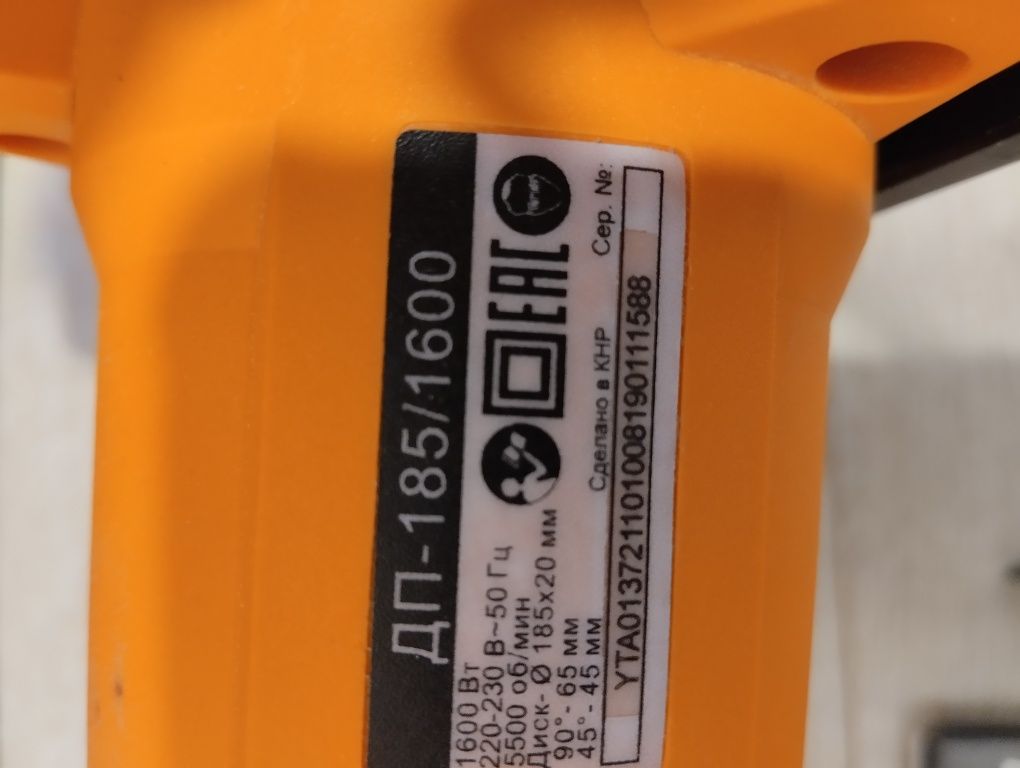 ДП-185/1600
1600 Вт
220-230 В~50 Гц
5500 об/мин
Диск- Ø 185x20 мм
90°- 65 мм
45°- 45 мм
EAC
Сделано в КНР
Сер. №:
YTA013721101008190111588